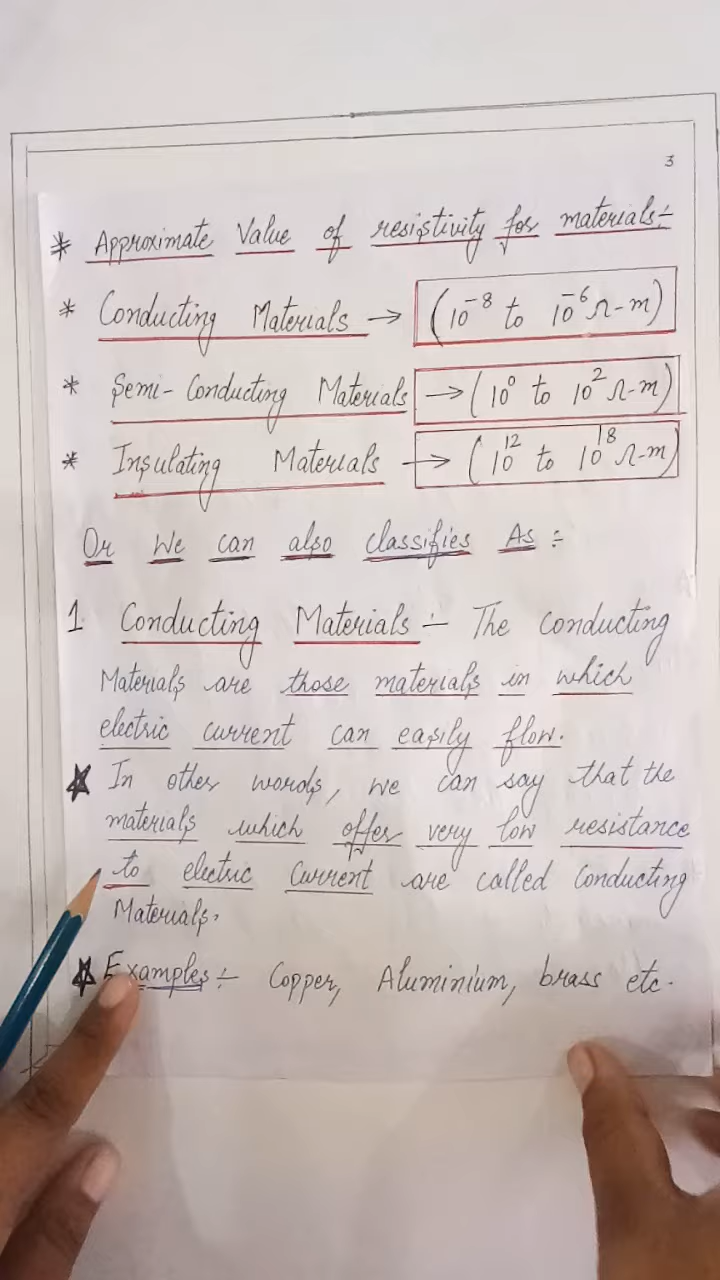 3
* Approximate Value of resistivity for materials:-
* Conducting Materials → (10⁻⁸ to 10⁻⁶ Ω-m)
* Semi-Conducting Materials → (10⁰ to 10² Ω-m)
* Insulating Materials → (10¹² to 10¹⁸ Ω-m)
Or We can also classifies As :-
1. Conducting Materials :- The conducting
Materials are those materials in which
electric current can easily flow.
★ In other words, we can say that the
materials which offer very low resistance
to electric current are called Conducting
Materials.
★ Examples :- Copper, Aluminium, brass etc.